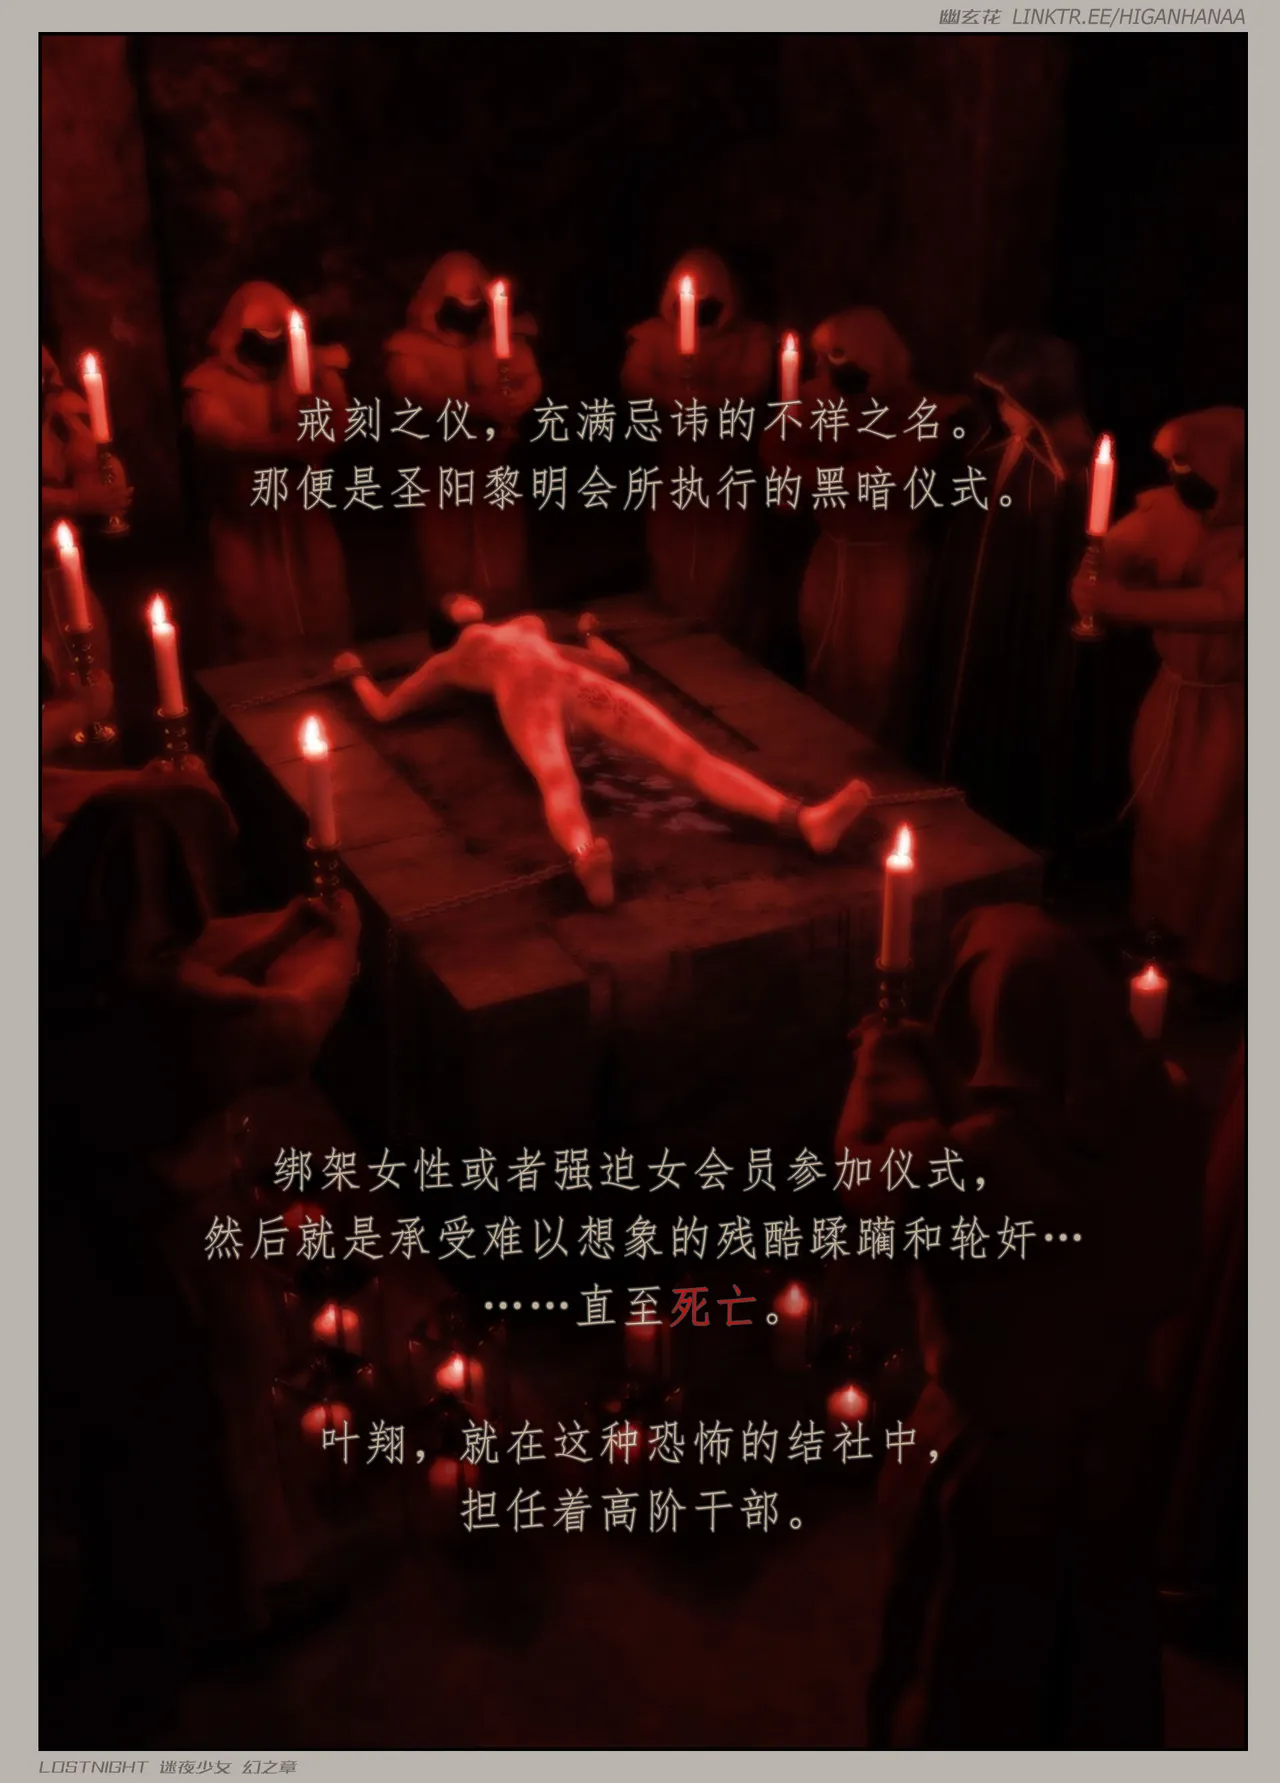 幽玄花 LINKTR.EE/HIGANHANAA
戒刻之仪，充满忌讳的不祥之名。
那便是圣阳黎明会所执行的黑暗仪式。
绑架女性或者强迫女会员参加仪式，
然后就是承受难以想象的残酷蹂躏和轮奸…
……直至死亡。
叶翔，就在这种恐怖的结社中，
担任着高阶干部。
LOSTNIGHT 迷夜少女 幻之章